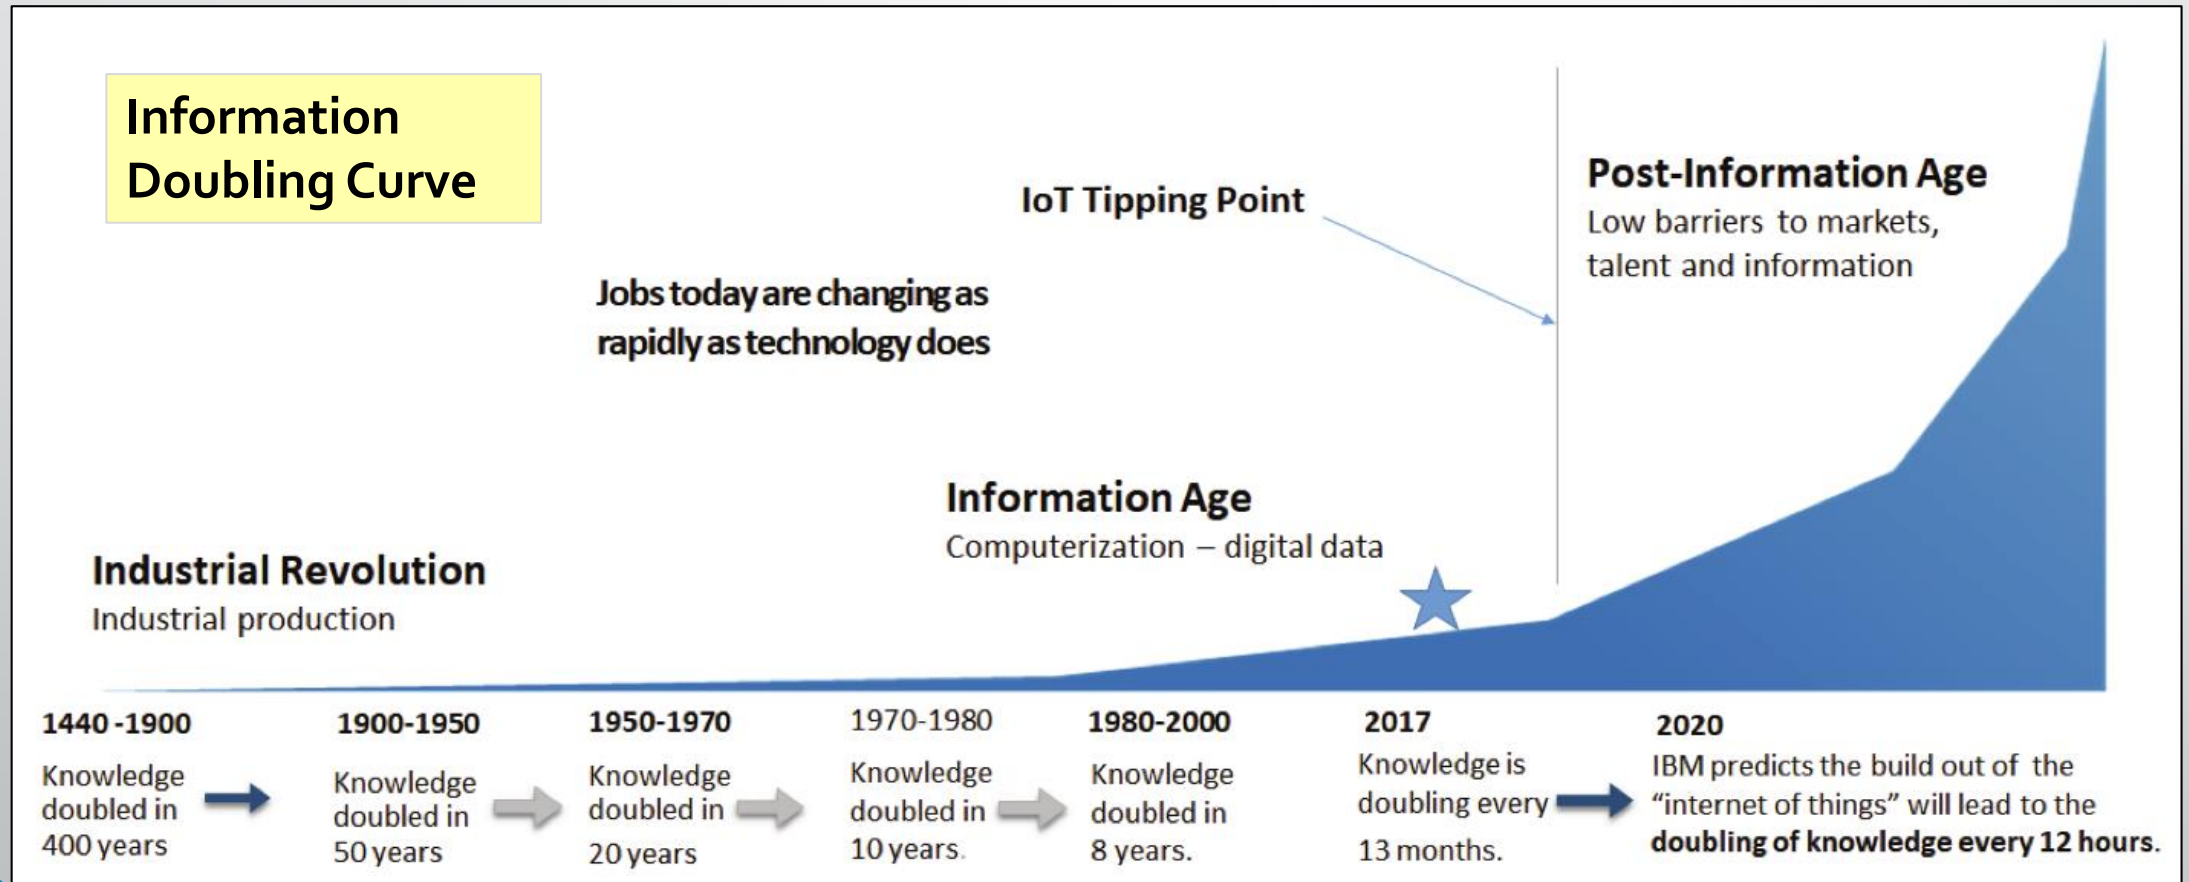 Information
Doubling Curve
IoT Tipping Point
Post-Information Age
Low barriers to markets,
talent and information
Jobs today are changing as
rapidly as technology does
Information Age
Computerization – digital data
Industrial Revolution
Industrial production
1440 -1900
Knowledge
doubled in
400 years
1900-1950
Knowledge
doubled in
50 years
1950-1970
Knowledge
doubled in
20 years
1970-1980
Knowledge
doubled in
10 years.
1980-2000
Knowledge
doubled in
8 years.
2017
Knowledge is
doubling every
13 months.
2020
IBM predicts the build out of the
“internet of things” will lead to the
doubling of knowledge every 12 hours.